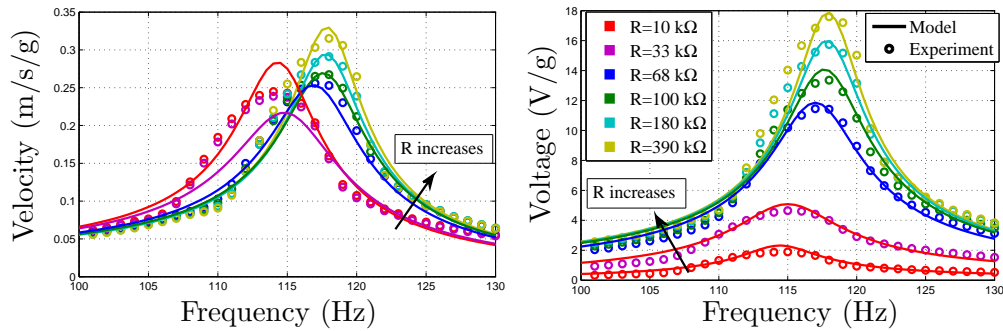 0.35
0.3
0.25
0.2
0.15
0.1
0.05
0
100 105 110 115 120 125 130
Velocity (m/s/g)
Frequency (Hz)
R increases
18
16
14
12
10
8
6
4
2
0
100 105 110 115 120 125 130
Voltage (V/g)
Frequency (Hz)
R=10 kΩ
R=33 kΩ
R=68 kΩ
R=100 kΩ
R=180 kΩ
R=390 kΩ
Model
Experiment
R increases